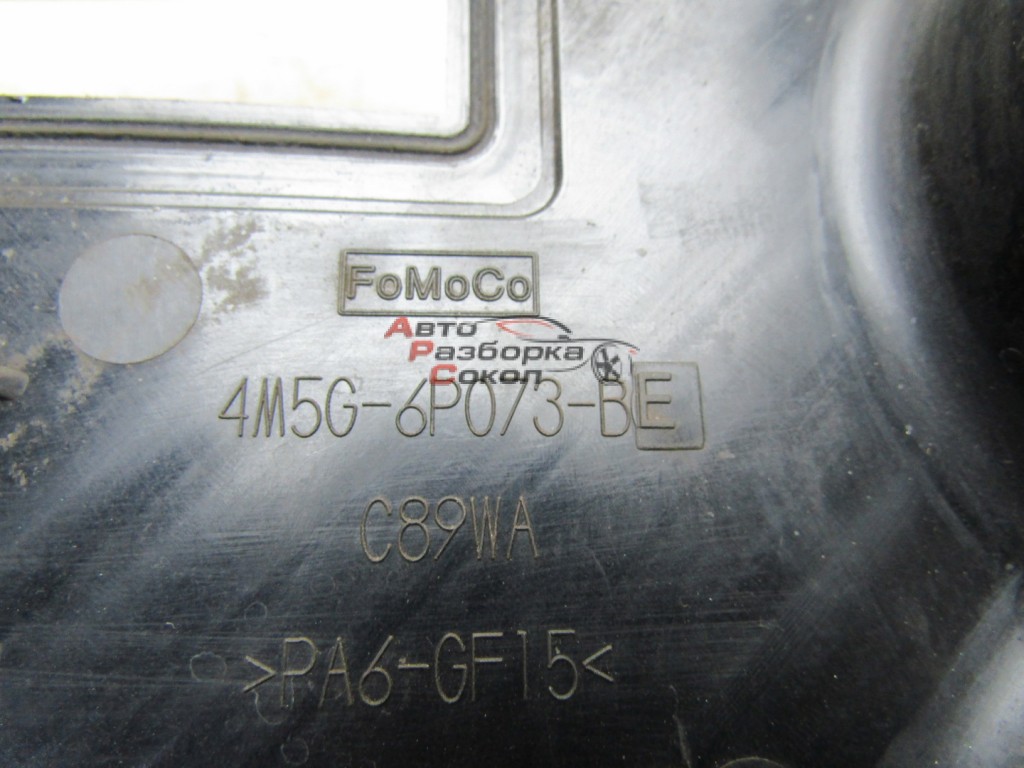 FoMoCo
Авто
Разборка
Сокол
4M5G-6P073-BE
C89WA
>PA6-GF15<